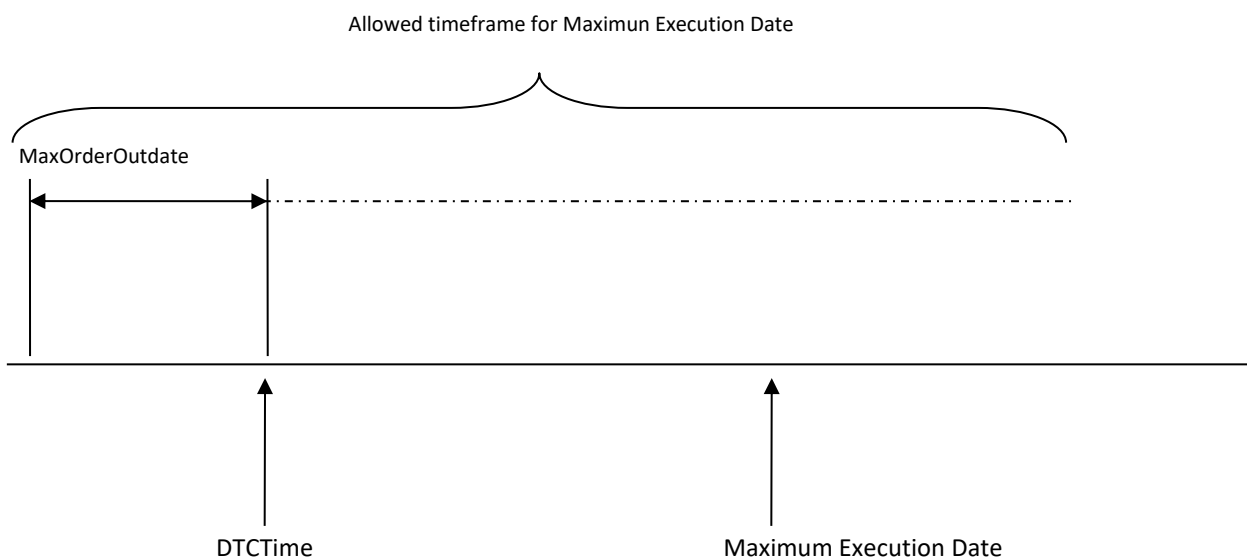 Allowed timeframe for Maximun Execution Date
MaxOrderOutdate
DTCTime
Maximum Execution Date